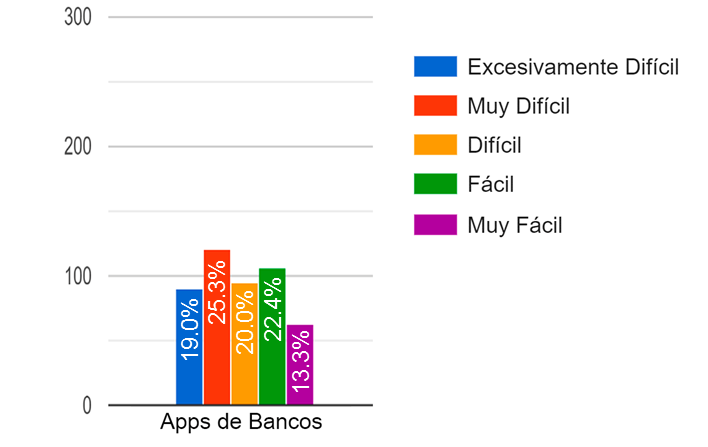 300
200
100
0
19.0%
25.3%
20.0%
22.4%
13.3%
Apps de Bancos
Excesivamente Difícil
Muy Difícil
Difícil
Fácil
Muy Fácil